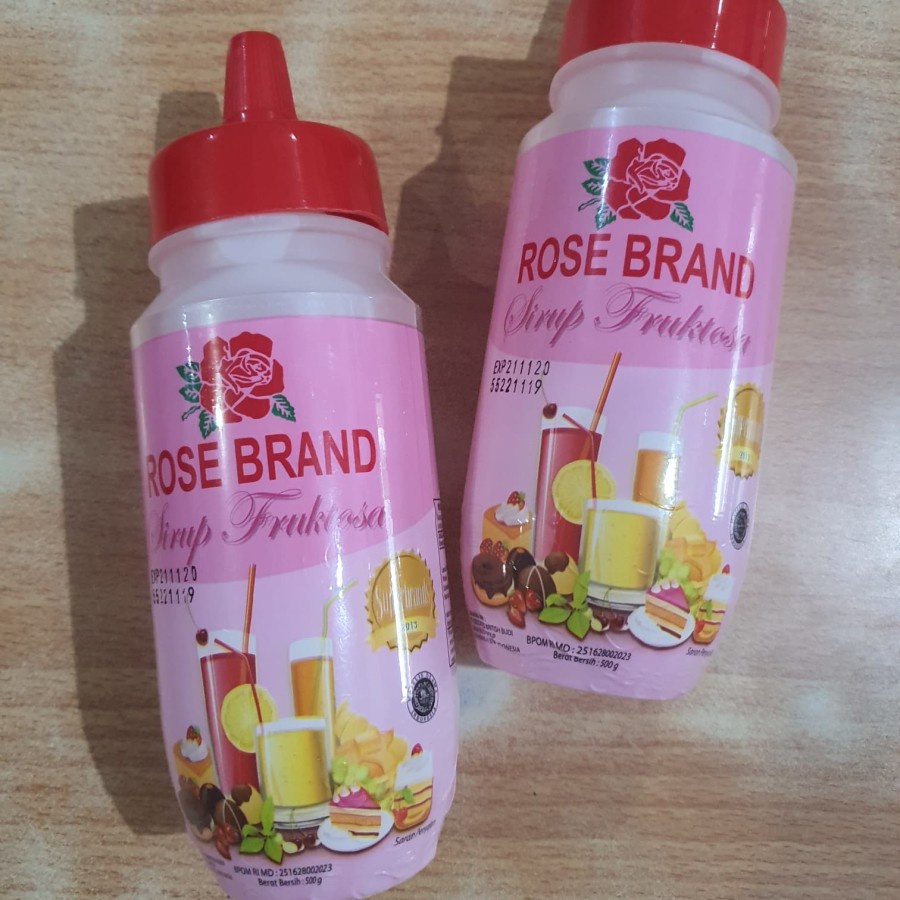 ROSE BRAND
Sirup Fruktosa
EXP211120
55221119
2013
BPOM RI MD : 251628002023
Berat Bersih : 500 g
ROSE BRAND
Sirup Fruktosa
EXP211120
55221119
BPOM RI MD : 251628002023
Berat Bersih : 500 g